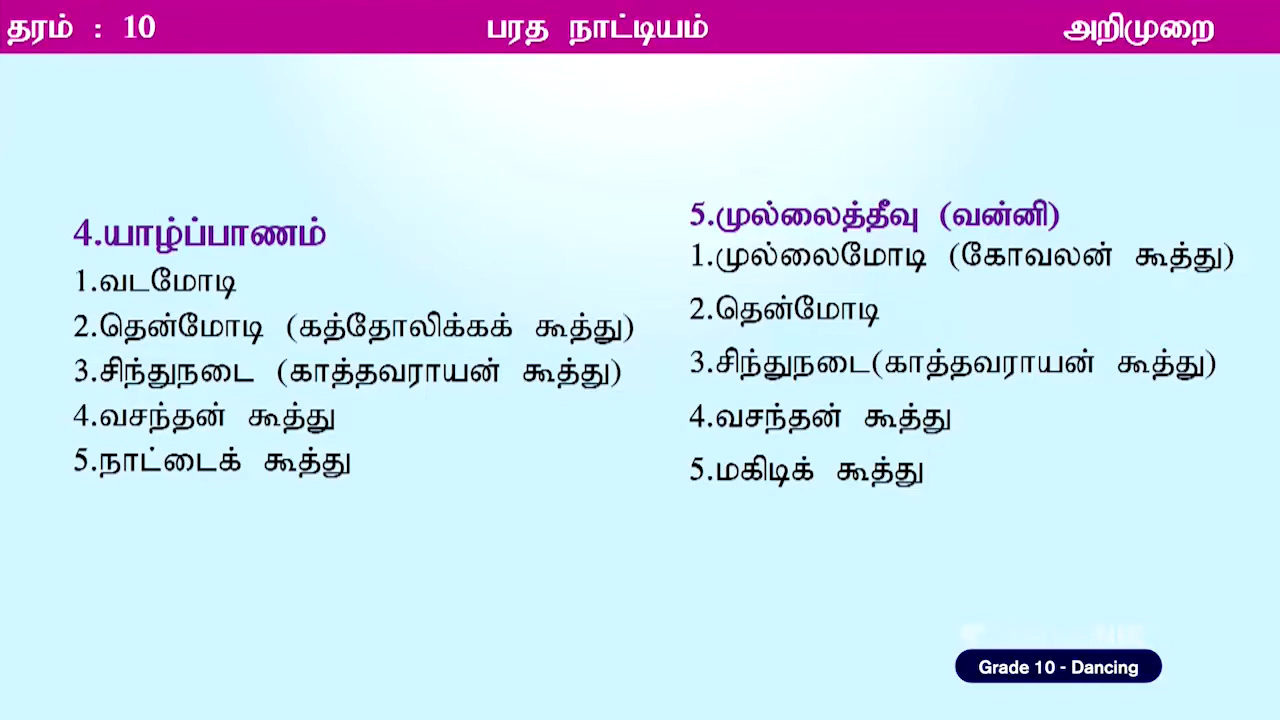 தரம் : 10
பரத நாட்டியம்
அறிமுறை
4.யாழ்ப்பாணம்
1.வடமோடி
2.தென்மோடி (கத்தோலிக்கக் கூத்து)
3.சிந்துநடை (காத்தவராயன் கூத்து)
4.வசந்தன் கூத்து
5.நாட்டைக் கூத்து
5.முல்லைத்தீவு (வன்னி)
1.முல்லைமோடி (கோவலன் கூத்து)
2.தென்மோடி
3.சிந்துநடை(காத்தவராயன் கூத்து)
4.வசந்தன் கூத்து
5.மகிடிக் கூத்து
Grade 10 - Dancing